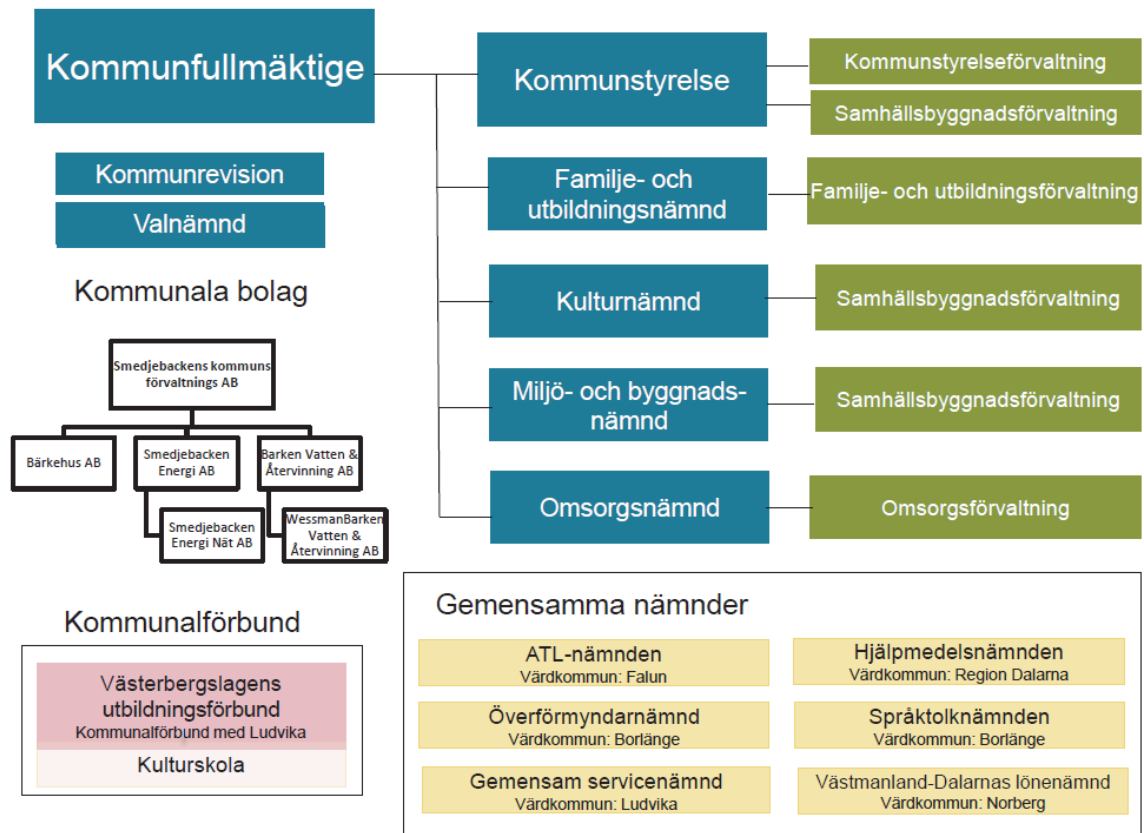 Kommunfullmäktige
Kommunrevision
Valnämnd
Kommunstyrelse
Kommunstyrelseförvaltning
Samhällsbyggnadsförvaltning
Familje- och
utbildningsnämnd
Familje- och utbildningsförvaltning
Kulturnämnd
Samhällsbyggnadsförvaltning
Miljö- och byggnads-
nämnd
Samhällsbyggnadsförvaltning
Omsorgsnämnd
Omsorgsförvaltning
Kommunala bolag
Smedjebackens kommuns
förvaltnings AB
Bärkehus AB
Smedjebacken
Energi AB
Barken Vatten &
Återvinning AB
Smedjebacken
Energi Nät AB
WessmanBarken
Vatten &
Återvinning AB
Kommunalförbund
Västerbergslagens
utbildningsförbund
Kommunalförbund med Ludvika
Kulturskola
Gemensamma nämnder
ATL-nämnden
Värdkommun: Falun
Hjälpmedelsnämnden
Värdkommun: Region Dalarna
Överförmyndarnämnd
Värdkommun: Borlänge
Språktolknämnden
Värdkommun: Borlänge
Gemensam servicenämnd
Värdkommun: Ludvika
Västmanland-Dalarnas lönenämnd
Värdkommun: Norberg